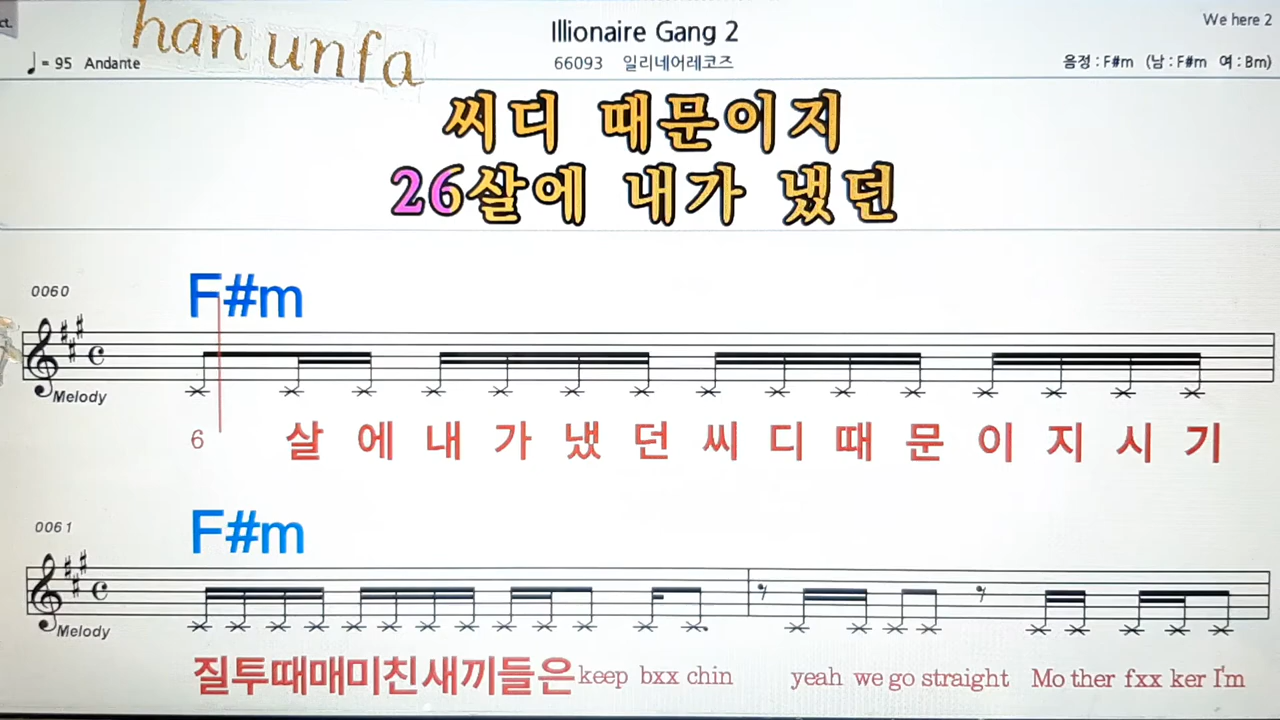 ct.
han unfa
Illionaire Gang 2
We here 2
= 95 Andante
66093 일리네어레코즈
음정 : F#m (남 : F#m 여 : Bm)
씨디 때문이지
26살에 내가 냈던
0060
F#m
Melody
6 살 에 내 가 냈 던 씨 디 때 문 이 지 시 기
0061
F#m
Melody
질투때매미친새끼들은 keep bxx chin yeah we go straight Mo ther fxx ker I'm